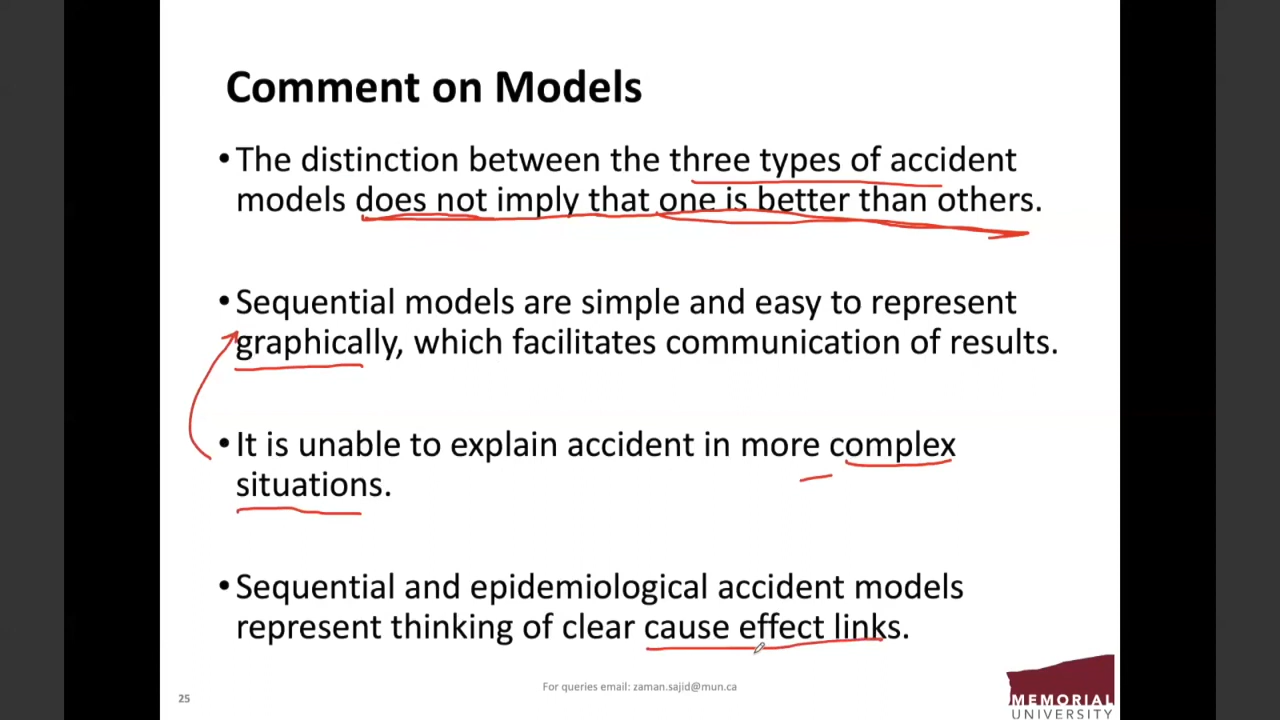 Comment on Models
•The distinction between the three types of accident
models does not imply that one is better than others.
•Sequential models are simple and easy to represent
graphically, which facilitates communication of results.
•It is unable to explain accident in more complex
situations.
•Sequential and epidemiological accident models
represent thinking of clear cause effect links.
25
For queries email: zaman.sajid@mun.ca
MEMORIAL
UNIVERSITY